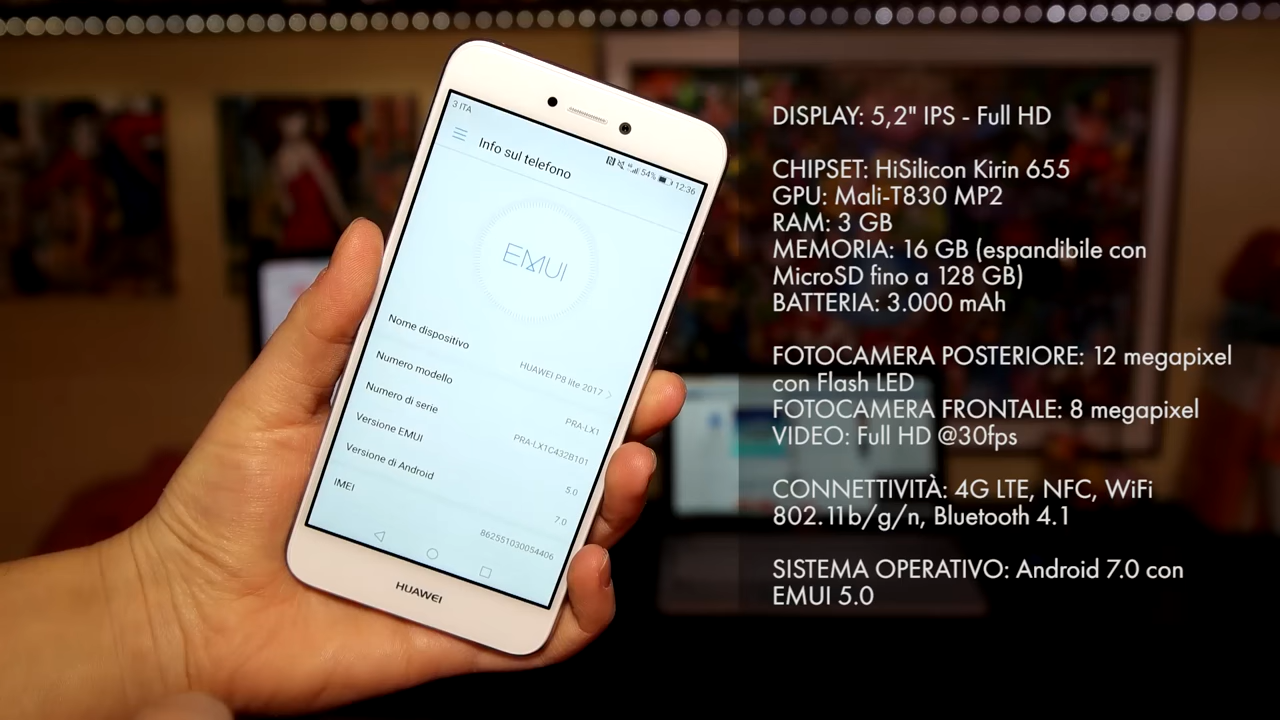 3 ITA
54% 12:36
Info sul telefono
EMUI
Nome dispositivo
HUAWEI P8 lite 2017
Numero modello
PRA-LX1
Numero di serie
PRA-LX1C432B101
Versione EMUI
5.0
Versione di Android
7.0
IMEI
862551030054406
HUAWEI
DISPLAY: 5,2" IPS - Full HD
CHIPSET: HiSilicon Kirin 655
GPU: Mali-T830 MP2
RAM: 3 GB
MEMORIA: 16 GB (espandibile con
MicroSD fino a 128 GB)
BATTERIA: 3.000 mAh
FOTOCAMERA POSTERIORE: 12 megapixel
con Flash LED
FOTOCAMERA FRONTALE: 8 megapixel
VIDEO: Full HD @30fps
CONNETTIVITÀ: 4G LTE, NFC, WiFi
802.11b/g/n, Bluetooth 4.1
SISTEMA OPERATIVO: Android 7.0 con
EMUI 5.0